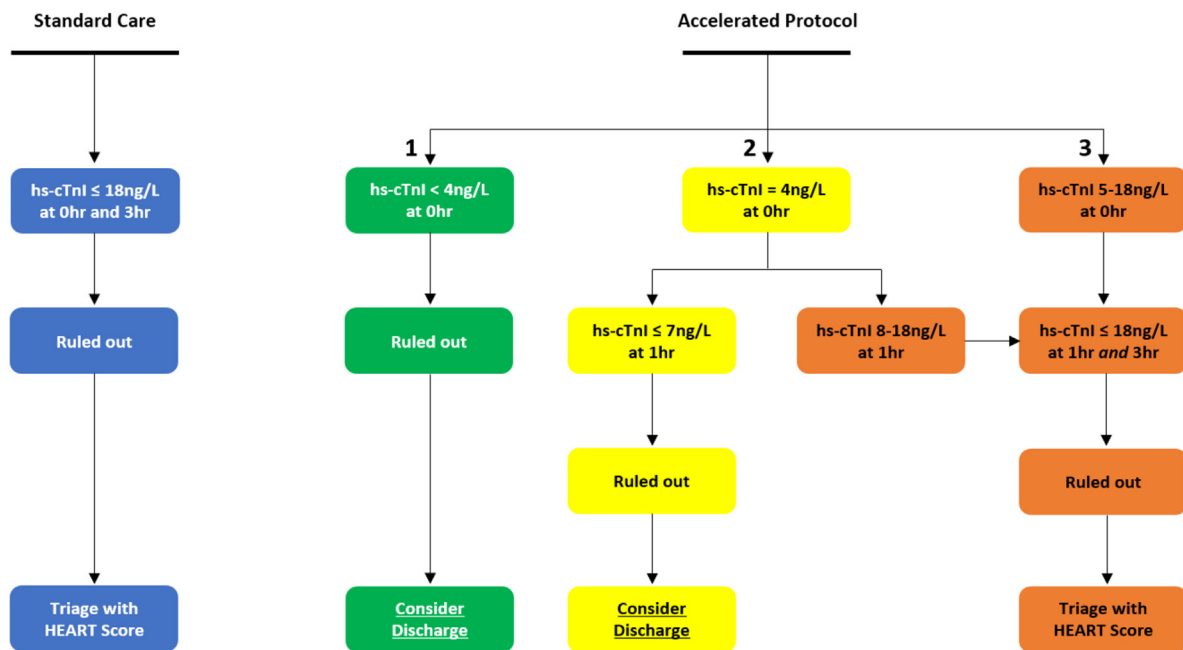 Standard Care
hs-cTnI ≤ 18ng/L
at 0hr and 3hr
Ruled out
Triage with
HEART Score
Accelerated Protocol
1
hs-cTnI < 4ng/L
at 0hr
Ruled out
Consider
Discharge
2
hs-cTnI = 4ng/L
at 0hr
hs-cTnI ≤ 7ng/L
at 1hr
Ruled out
Consider
Discharge
hs-cTnI 8-18ng/L
at 1hr
3
hs-cTnI 5-18ng/L
at 0hr
hs-cTnI ≤ 18ng/L
at 1hr and 3hr
Ruled out
Triage with
HEART Score